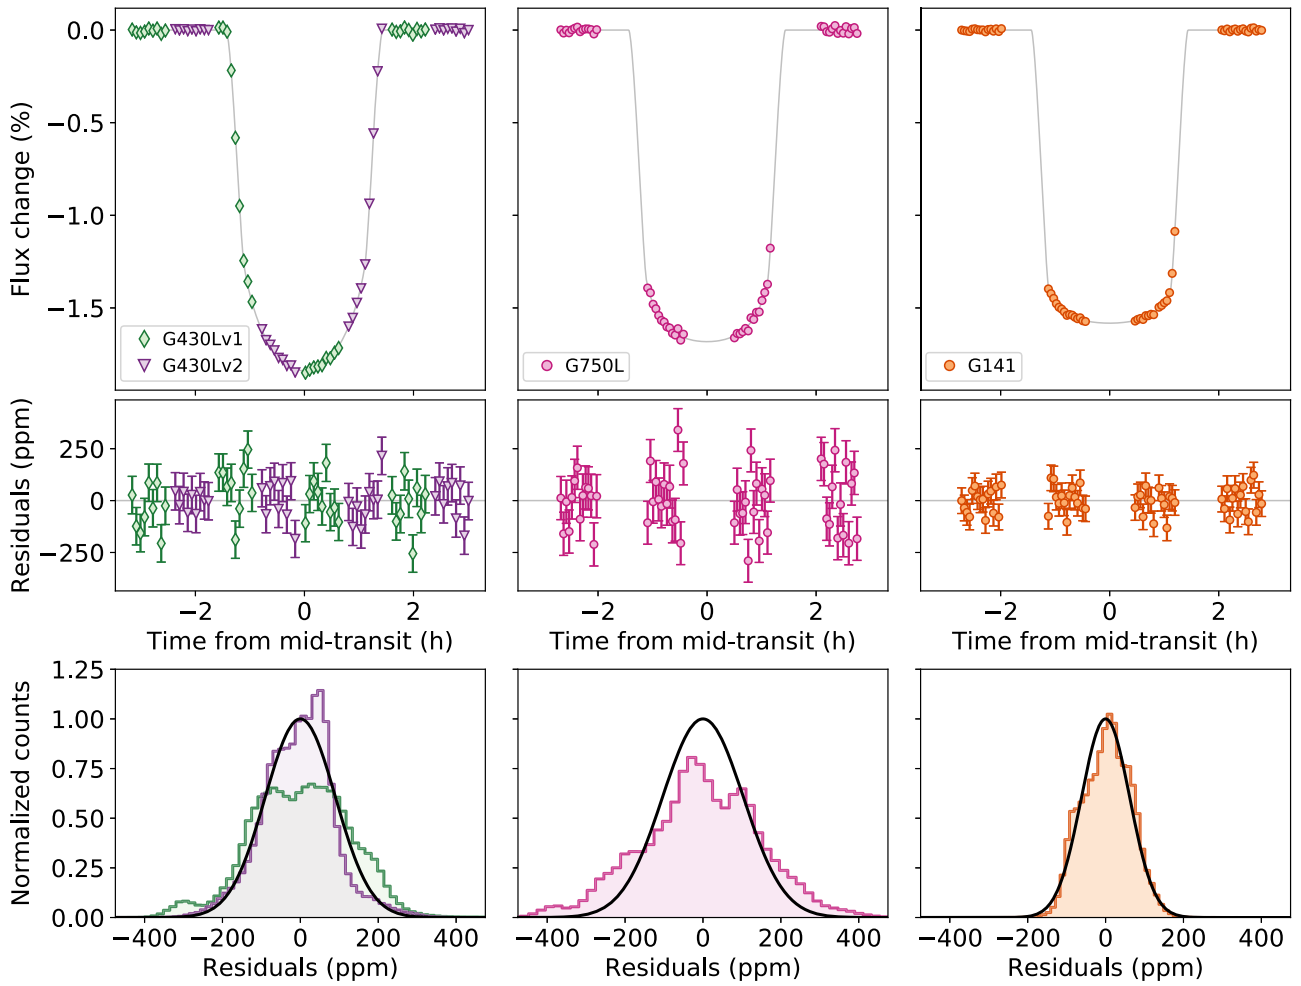 0.0
−0.5
−1.0
−1.5
Flux change (%)
G430Lv1
G430Lv2
G750L
G141
250
0
−250
Residuals (ppm)
−2 0 2
−2 0 2
−2 0 2
Time from mid-transit (h)
Time from mid-transit (h)
Time from mid-transit (h)
1.25
1.00
0.75
0.50
0.25
0.00
Normalized counts
−400 −200 0 200 400
−400 −200 0 200 400
−400 −200 0 200 400
Residuals (ppm)
Residuals (ppm)
Residuals (ppm)